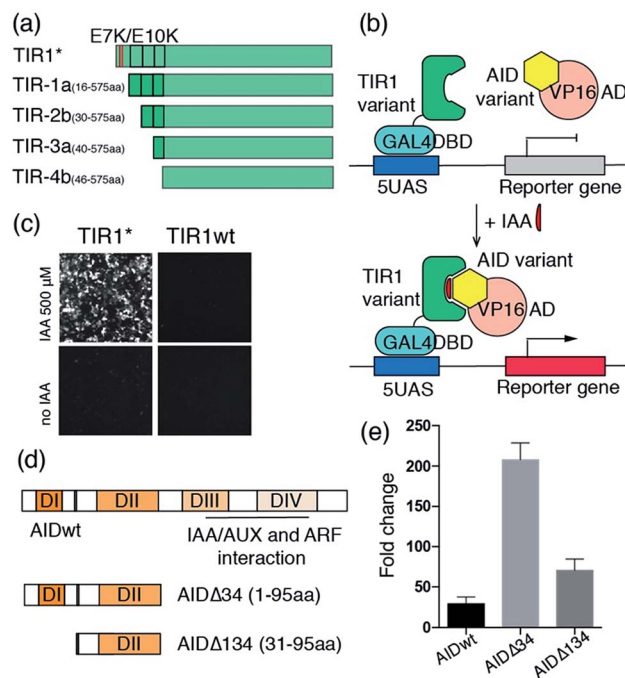 (a)
E7K/E10K
TIR1*
TIR-1a(16-575aa)
TIR-2b(30-575aa)
TIR-3a(40-575aa)
TIR-4b(46-575aa)
(b)
TIR1 variant
AID variant
VP16 AD
GAL4DBD
5UAS
Reporter gene
+ IAA
AID variant
TIR1 variant
VP16 AD
GAL4DBD
5UAS
Reporter gene
(c)
TIR1* TIR1wt
IAA 500 μM
no IAA
(d)
DI DII DIII DIV
AIDwt
IAA/AUX and ARF
interaction
DI DII AIDΔ34 (1-95aa)
DII AIDΔ134 (31-95aa)
(e)
Fold change
250
200
150
100
50
0
AIDwt
AIDΔ34
AIDΔ134